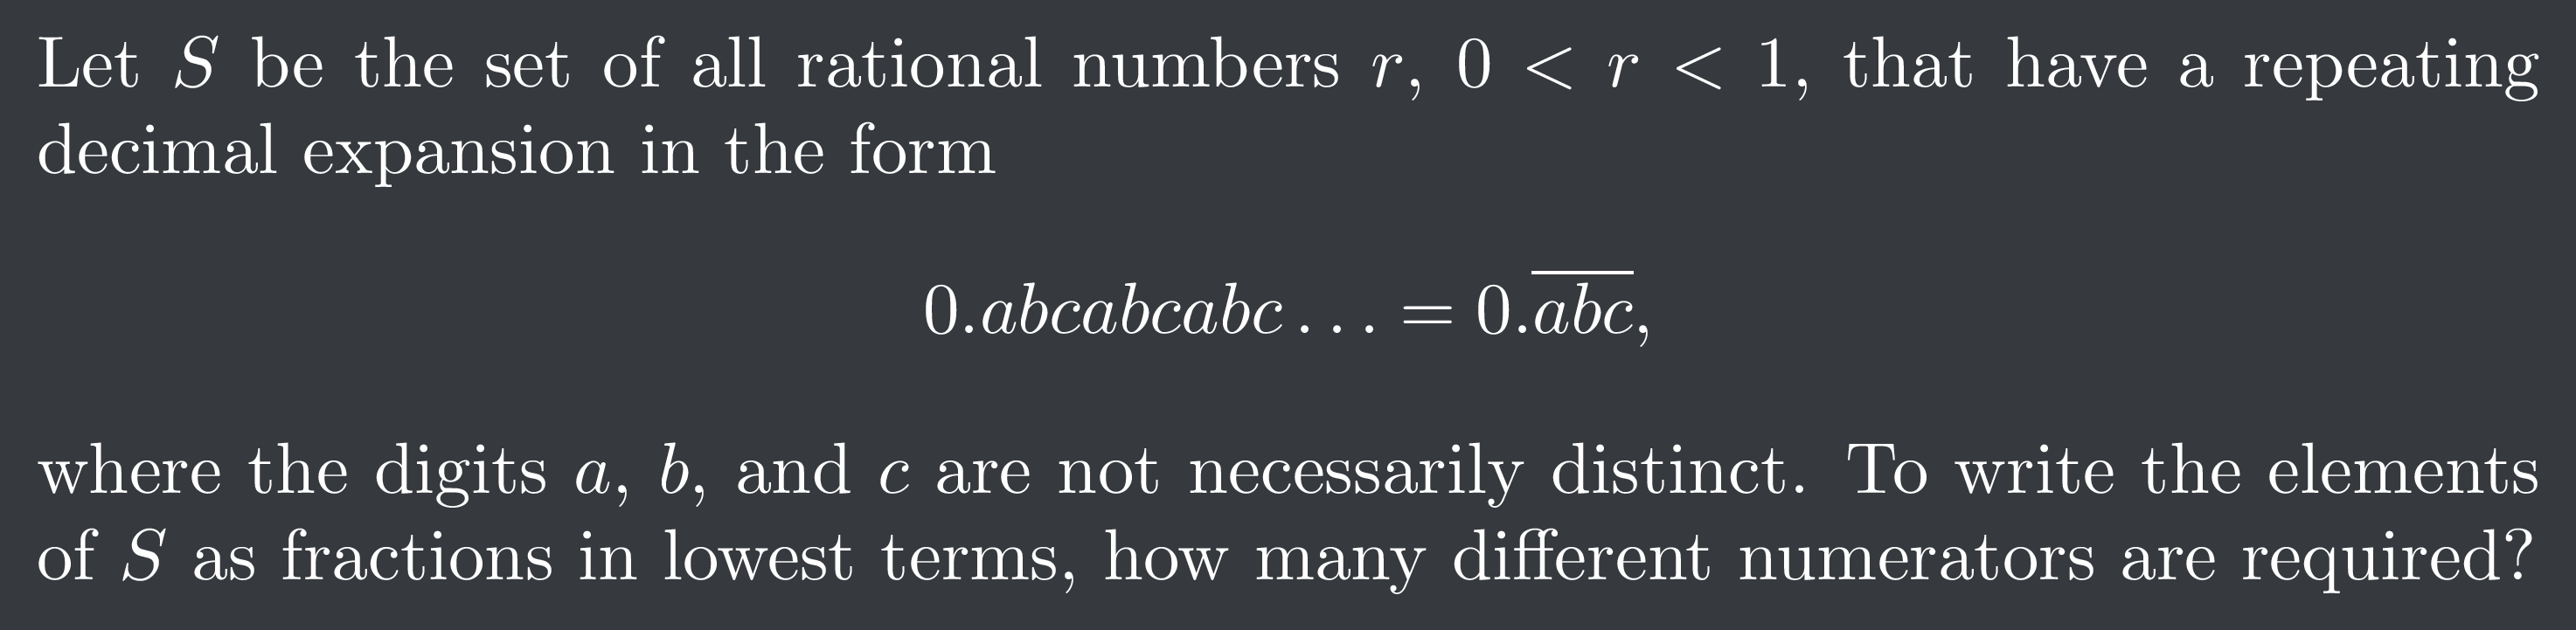 Let S be the set of all rational numbers r, 0 < r < 1, that have a repeating
decimal expansion in the form
0.abcabcabc... = 0.\overline{abc},
where the digits a, b, and c are not necessarily distinct. To write the elements
of S as fractions in lowest terms, how many different numerators are required?